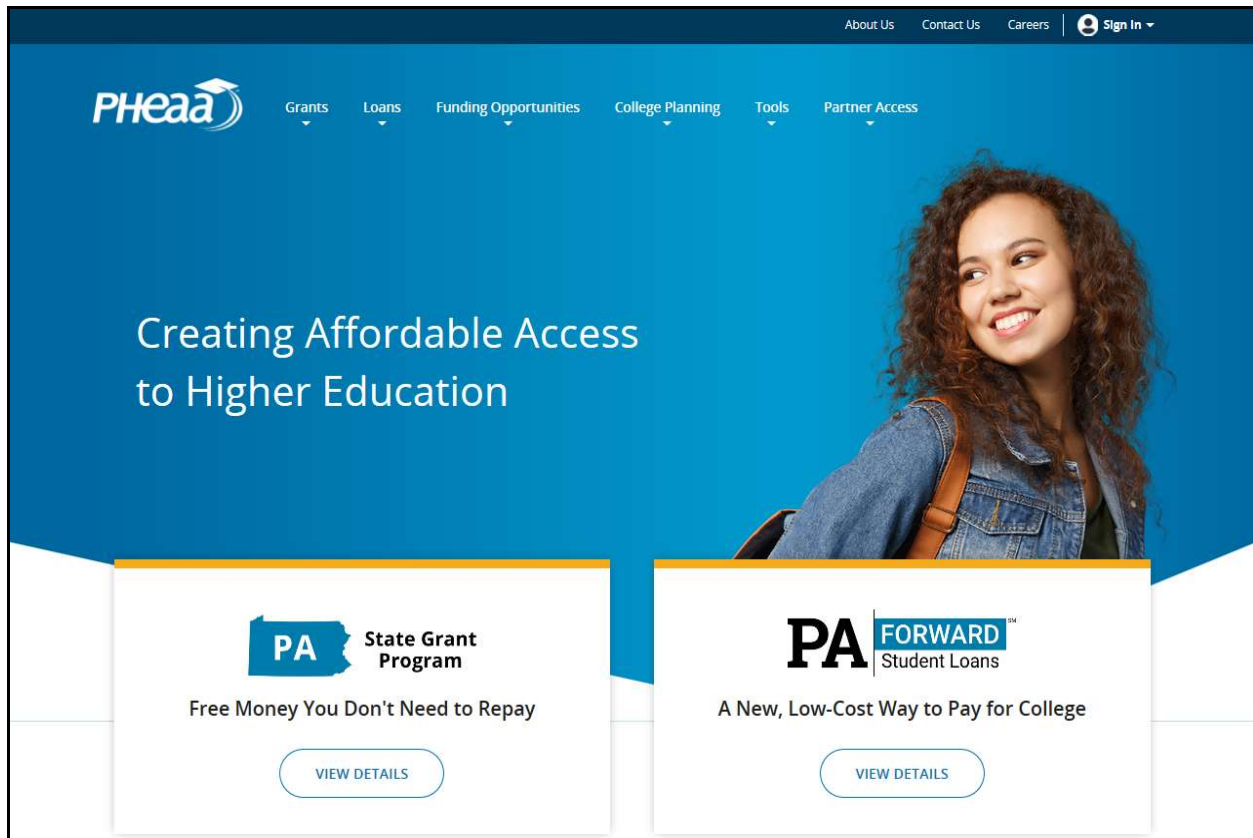 About Us Contact Us Careers Sign In
PHEAA
Grants Loans Funding Opportunities College Planning Tools Partner Access
Creating Affordable Access
to Higher Education
PA State Grant
Program
Free Money You Don't Need to Repay
VIEW DETAILS
PA FORWARD SM
Student Loans
A New, Low-Cost Way to Pay for College
VIEW DETAILS